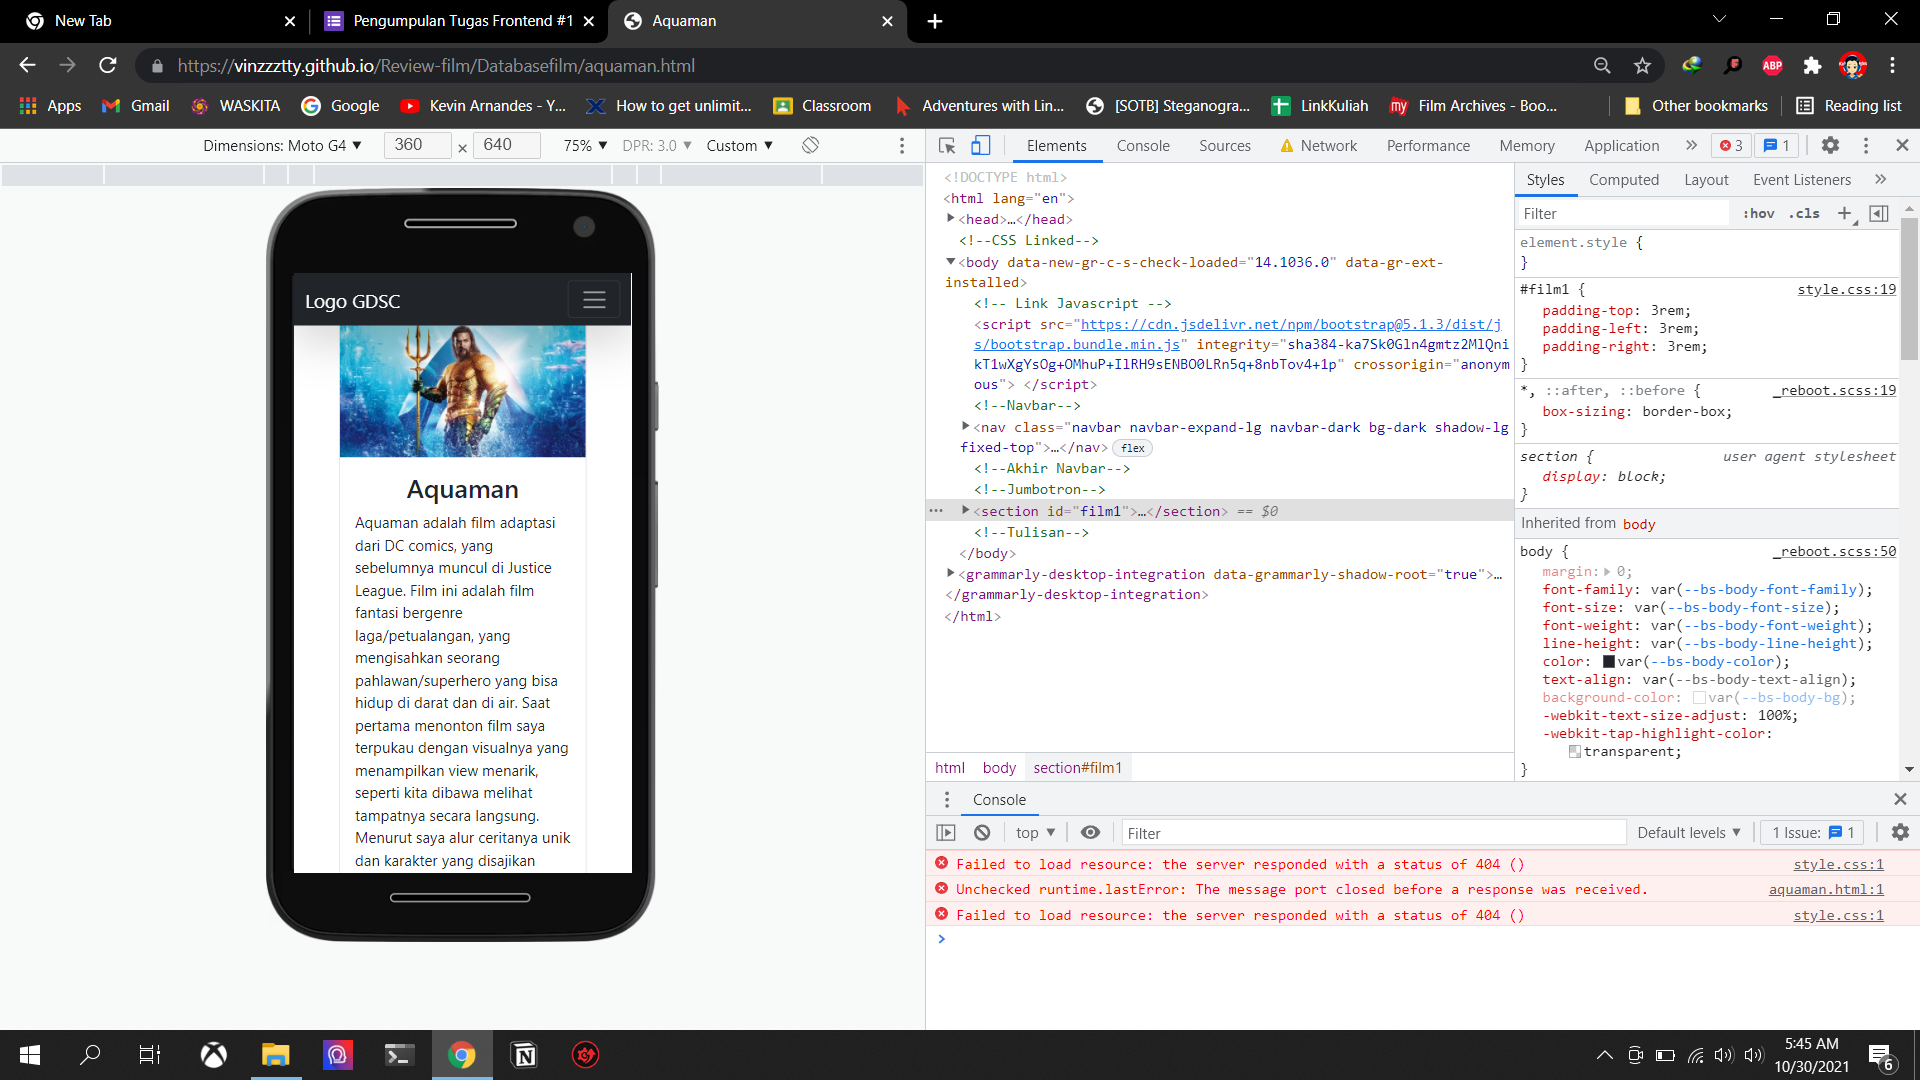 New Tab
Pengumpulan Tugas Frontend #1
Aquaman
https://vinzzztty.github.io/Review-film/Databasefilm/aquaman.html
ABP
Apps
Gmail
WASKITA
Google
Kevin Arnandes - Y...
How to get unlimit...
Classroom
Adventures with Lin...
[SOTB] Steganogra...
LinkKuliah
my
Film Archives - Boo...
Other bookmarks
Reading list
Dimensions: Moto G4 ▼
360
×
640
75% ▼
DPR: 3.0 ▼
Custom ▼
Logo GDSC
Aquaman
Aquaman adalah film adaptasi
dari DC comics, yang
sebelumnya muncul di Justice
League. Film ini adalah film
fantasi bergenre
laga/petualangan, yang
mengisahkan seorang
pahlawan/superhero yang bisa
hidup di darat dan di air. Saat
pertama menonton film saya
terpukau dengan visualnya yang
menampilkan view menarik,
seperti kita dibawa melihat
tampatnya secara langsung.
Menurut saya alur ceritanya unik
dan karakter yang disajikan
Elements
Console
Sources
Network
Performance
Memory
Application
»
3
1
<!DOCTYPE html>
<html lang="en">
<head>…</head>
<!--CSS Linked-->
<body data-new-gr-c-s-check-loaded="14.1036.0" data-gr-ext-
installed>
<!-- Link Javascript -->
<script src="https://cdn.jsdelivr.net/npm/bootstrap@5.1.3/dist/j
s/bootstrap.bundle.min.js" integrity="sha384-ka7Sk0Gln4gmtz2MlQni
kT1wXgYsOg+OMhuP+IlRH9sENBO0LRn5q+8nbTov4+1p" crossorigin="anonym
ous"> </script>
<!--Navbar-->
<nav class="navbar navbar-expand-lg navbar-dark bg-dark shadow-lg
fixed-top">…</nav> flex
<!--Akhir Navbar-->
<!--Jumbotron-->
<section id="film1">…</section> == $0
<!--Tulisan-->
</body>
<grammarly-desktop-integration data-grammarly-shadow-root="true">…
</grammarly-desktop-integration>
</html>
html
body
section#film1
Styles
Computed
Layout
Event Listeners
»
Filter
:hov
.cls
+
element.style {
}
#film1 {
style.css:19
padding-top: 3rem;
padding-left: 3rem;
padding-right: 3rem;
}
*, ::after, ::before {
_reboot.scss:19
box-sizing: border-box;
}
section {
user agent stylesheet
display: block;
}
Inherited from body
body {
_reboot.scss:50
margin: 0;
font-family: var(--bs-body-font-family);
font-size: var(--bs-body-font-size);
font-weight: var(--bs-body-font-weight);
line-height: var(--bs-body-line-height);
color: var(--bs-body-color);
text-align: var(--bs-body-text-align);
background-color: var(--bs-body-bg);
-webkit-text-size-adjust: 100%;
-webkit-tap-highlight-color:
transparent;
}
Console
top ▼
Filter
Default levels ▼
1 Issue: 1
Failed to load resource: the server responded with a status of 404 ()
style.css:1
Unchecked runtime.lastError: The message port closed before a response was received.
aquaman.html:1
Failed to load resource: the server responded with a status of 404 ()
style.css:1
5:45 AM
10/30/2021
6